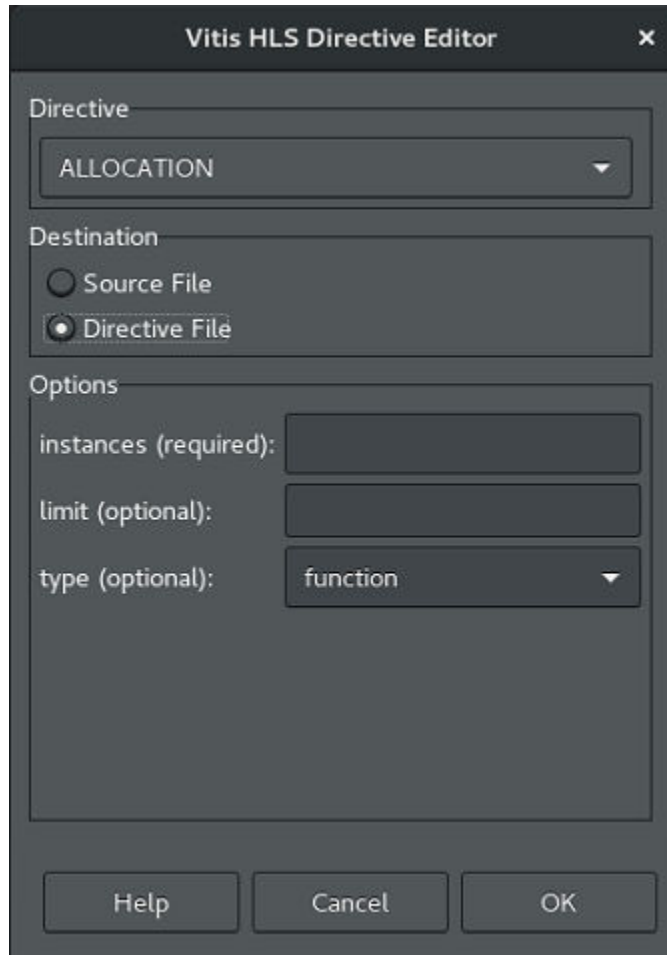 Vitis HLS Directive Editor ×
Directive
ALLOCATION
Destination
Source File
Directive File
Options
instances (required):
limit (optional):
type (optional): function
Help Cancel OK